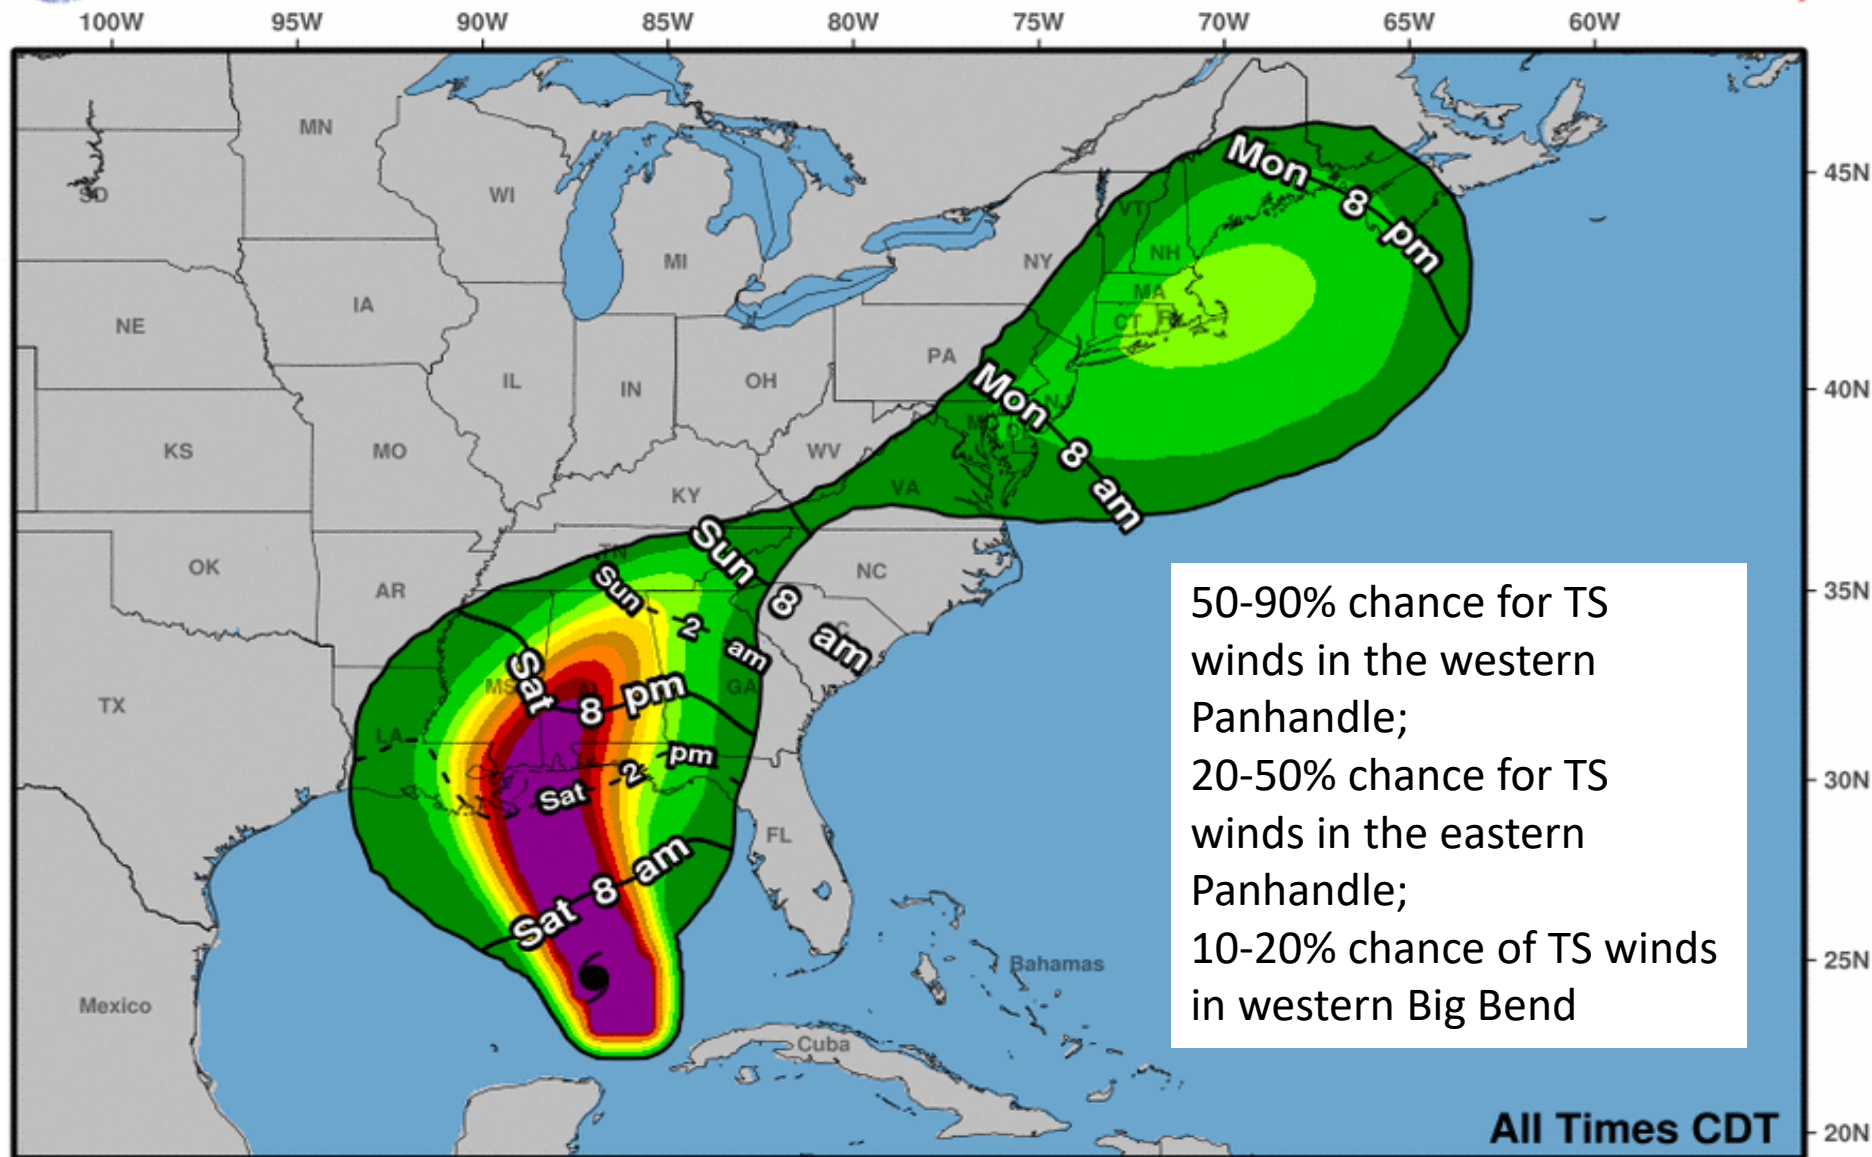 100W 95W 90W 85W 80W 75W 70W 65W 60W
MN
45N
SD
WI
VT
Mon 8 pm
NH
MI
NY
MA
IA
CT RI
NE
PA
40N
IL
IN
OH
Mon 8 am
KS
MO
WV
VA
KY
TN
Sun 8 am
OK
NC
AR
Sun 2 am
35N
50-90% chance for TS
winds in the western
Panhandle;
20-50% chance for TS
winds in the eastern
Panhandle;
10-20% chance of TS winds
in western Big Bend
MS
AL
GA
TX
Sat 8 pm
LA
Sat 2 pm
30N
FL
Sat 8 am
25N
Bahamas
Mexico
Cuba
All Times CDT
20N